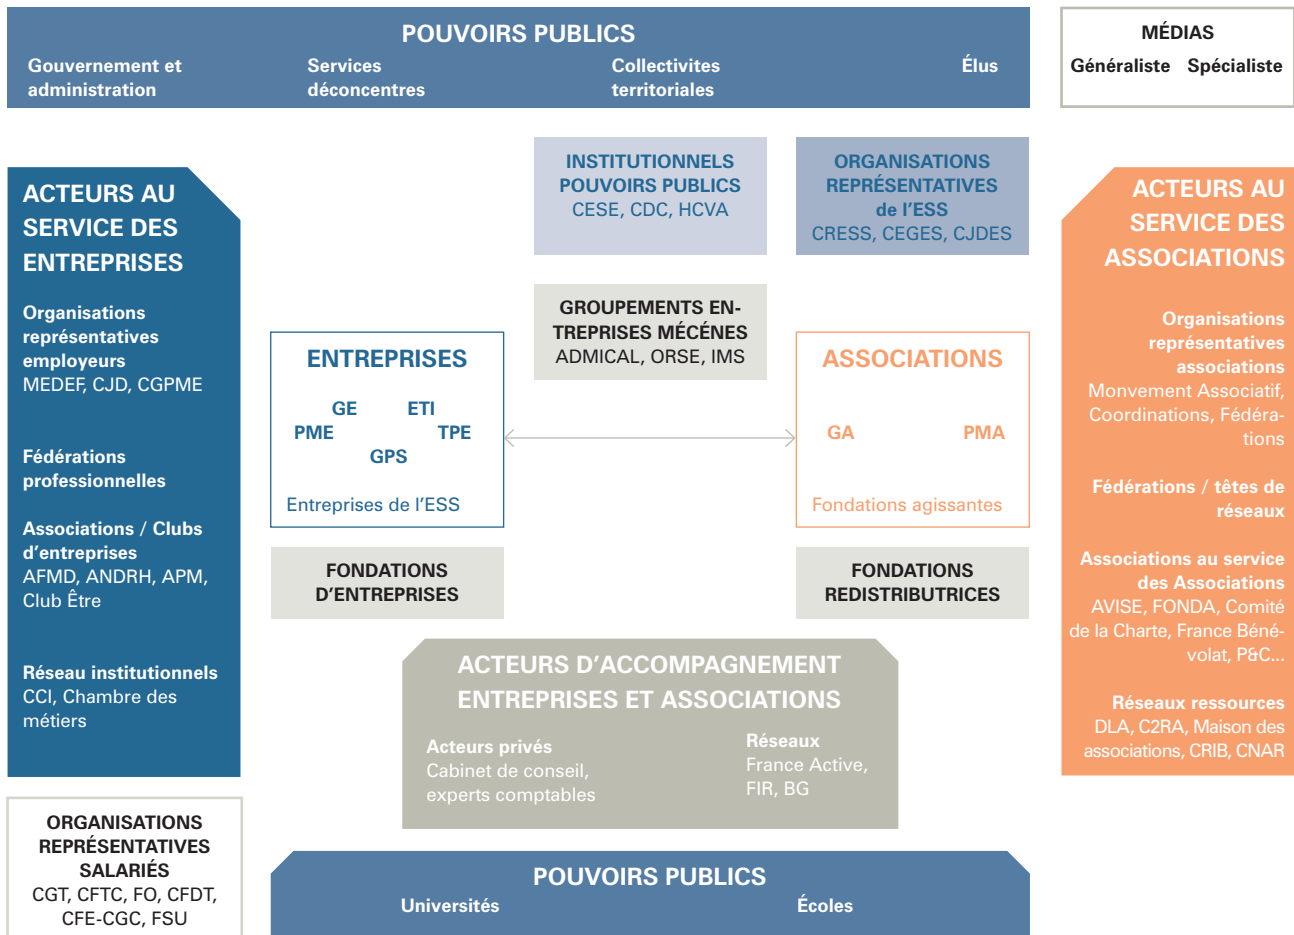 POUVOIRS PUBLICS
Gouvernement et
administration
Services
déconcentres
Collectivites
territoriales
Élus
MÉDIAS
Généraliste Spécialiste
ACTEURS AU
SERVICE DES
ENTREPRISES
Organisations
représentatives
employeurs
MEDEF, CJD, CGPME
Fédérations
professionnelles
Associations / Clubs
d’entreprises
AFMD, ANDRH, APM,
Club Être
Réseau institutionnels
CCI, Chambre des
métiers
INSTITUTIONNELS
POUVOIRS PUBLICS
CESE, CDC, HCVA
ORGANISATIONS
REPRÉSENTATIVES
de l’ESS
CRESS, CEGES, CJDES
GROUPEMENTS EN-
TREPRISES MÉCÉNES
ADMICAL, ORSE, IMS
ENTREPRISES
GE ETI
PME TPE
GPS
Entreprises de l’ESS
ASSOCIATIONS
GA PMA
Fondations agissantes
FONDATIONS
D’ENTREPRISES
FONDATIONS
REDISTRIBUTRICES
ACTEURS AU
SERVICE DES
ASSOCIATIONS
Organisations
représentatives
associations
Monvement Associatif,
Coordinations, Fédéra-
tions
Fédérations / têtes de
réseaux
Associations au service
des Associations
AVISE, FONDA, Comité
de la Charte, France Béné-
volat, P&C...
Réseaux ressources
DLA, C2RA, Maison des
associations, CRIB, CNAR
ACTEURS D’ACCOMPAGNEMENT
ENTREPRISES ET ASSOCIATIONS
Acteurs privés
Cabinet de conseil,
experts comptables
Réseaux
France Active,
FIR, BG
ORGANISATIONS
REPRÉSENTATIVES
SALARIÉS
CGT, CFTC, FO, CFDT,
CFE-CGC, FSU
POUVOIRS PUBLICS
Universités
Écoles